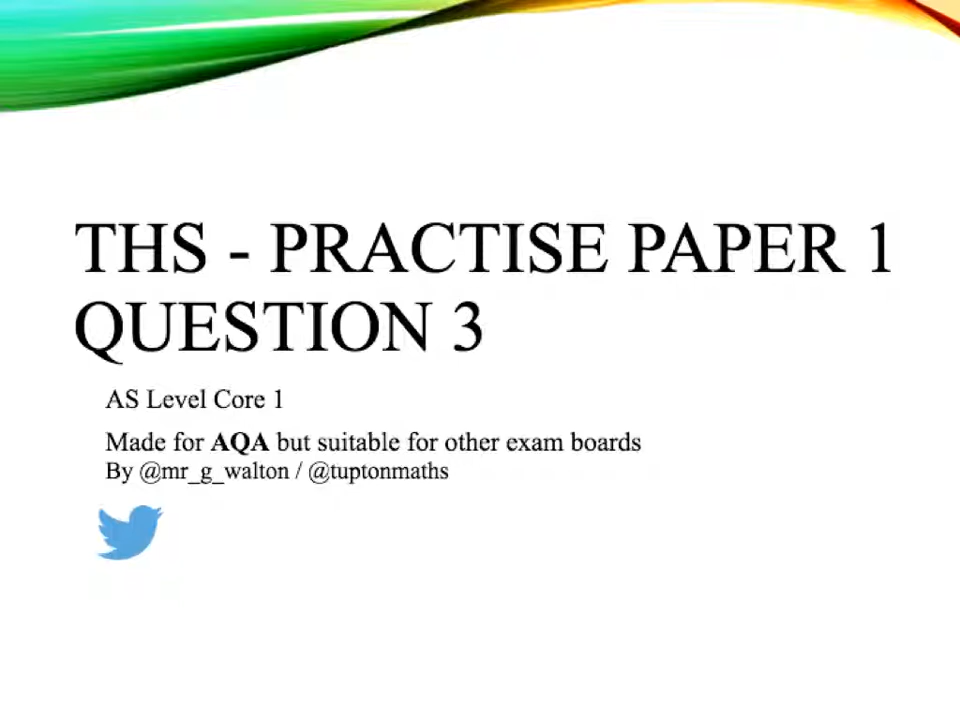 THS - PRACTISE PAPER 1
QUESTION 3
AS Level Core 1
Made for AQA but suitable for other exam boards
By @mr_g_walton / @tuptonmaths